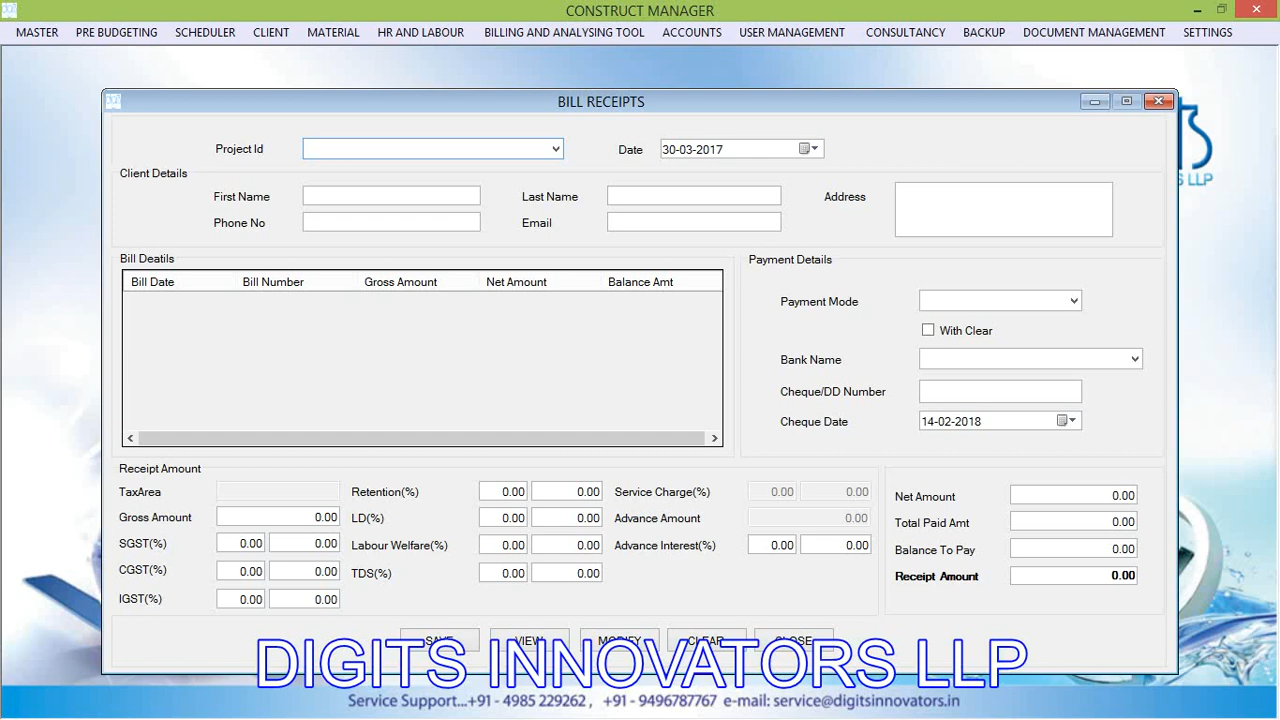 CONSTRUCT MANAGER
MASTER PRE BUDGETING SCHEDULER CLIENT MATERIAL HR AND LABOUR BILLING AND ANALYSING TOOL ACCOUNTS USER MANAGEMENT CONSULTANCY BACKUP DOCUMENT MANAGEMENT SETTINGS
BILL RECEIPTS
Project Id Date 30-03-2017
Client Details
First Name Last Name Address
Phone No Email
Bill Deatils Payment Details
Bill Date Bill Number Gross Amount Net Amount Balance Amt
Payment Mode
With Clear
Bank Name
Cheque/DD Number
Cheque Date 14-02-2018
Receipt Amount
TaxArea Retention(%) 0.00 0.00 Service Charge(%) 0.00 0.00 Net Amount 0.00
Gross Amount 0.00 LD(%) 0.00 0.00 Advance Amount 0.00 Total Paid Amt 0.00
SGST(%) 0.00 0.00 Labour Welfare(%) 0.00 0.00 Advance Interest(%) 0.00 0.00 Balance To Pay 0.00
CGST(%) 0.00 0.00 TDS(%) 0.00 0.00 Receipt Amount 0.00
IGST(%) 0.00 0.00
SAVE VIEW MODIFY CLEAR CLOSE
DIGITS INNOVATORS LLP
Service Support...+91 - 4985 229262 , +91 - 9496787767 e-mail: service@digitsinnovators.in
LLP